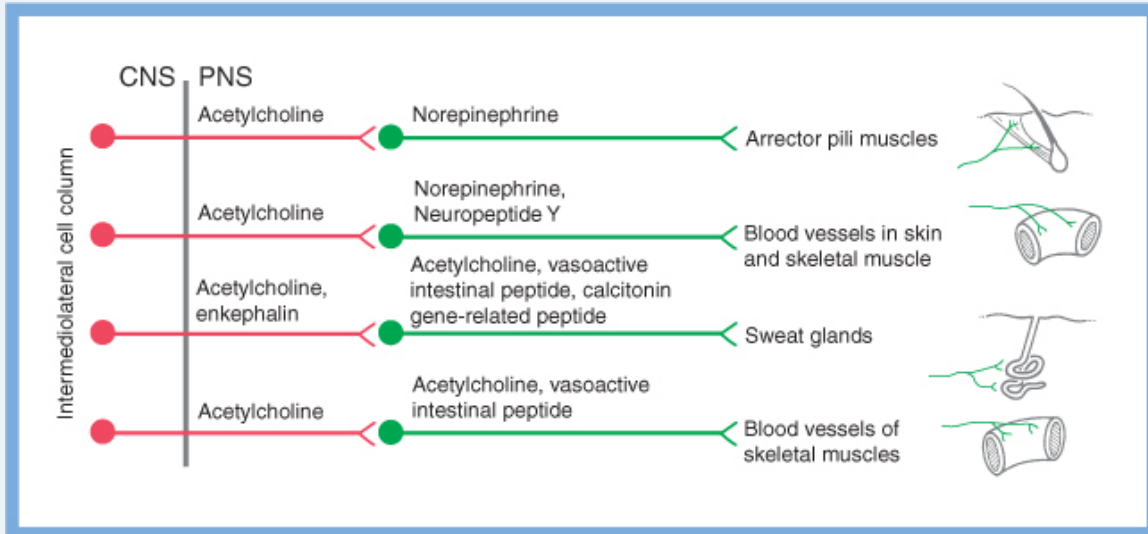 CNS PNS
Acetylcholine
Norepinephrine
Arrector pili muscles
Acetylcholine
Norepinephrine,
Neuropeptide Y
Blood vessels in skin
and skeletal muscle
Acetylcholine,
enkephalin
Acetylcholine, vasoactive
intestinal peptide, calcitonin
gene-related peptide
Sweat glands
Acetylcholine
Acetylcholine, vasoactive
intestinal peptide
Blood vessels of
skeletal muscles
Intermediolateral cell column